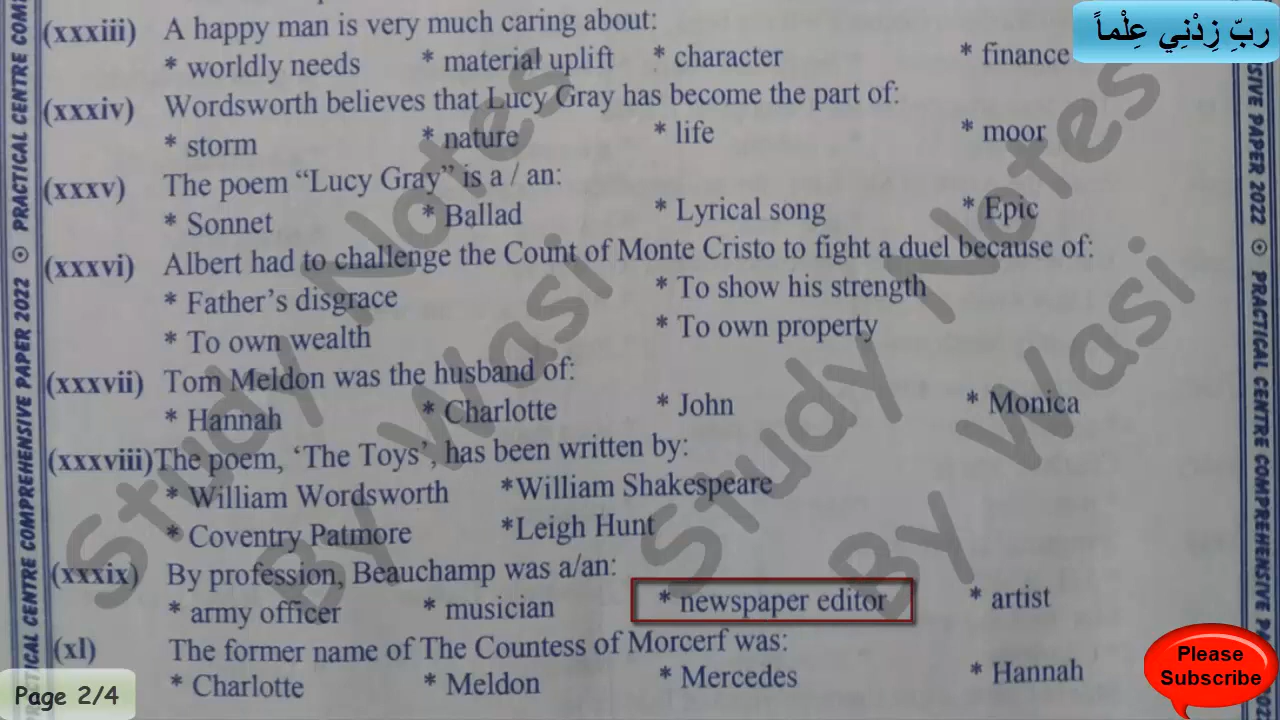 ربِّ زِدْنِي عِلْماً
(xxxiii) A happy man is very much caring about:
* worldly needs * material uplift * character * finance
(xxxiv) Wordsworth believes that Lucy Gray has become the part of:
* storm * nature * life * moor
(xxxv) The poem “Lucy Gray” is a / an:
* Sonnet * Ballad * Lyrical song * Epic
(xxxvi) Albert had to challenge the Count of Monte Cristo to fight a duel because of:
* Father’s disgrace * To show his strength
* To own wealth * To own property
(xxxvii) Tom Meldon was the husband of:
* Hannah * Charlotte * John * Monica
(xxxviii) The poem, ‘The Toys’, has been written by:
* William Wordsworth *William Shakespeare
* Coventry Patmore *Leigh Hunt
(xxxix) By profession, Beauchamp was a/an:
* army officer * musician * newspaper editor * artist
(xl) The former name of The Countess of Morcerf was:
* Charlotte * Meldon * Mercedes * Hannah
PRACTICAL CENTRE COMPREHENSIVE PAPER 2022 ⊙ PRACTICAL CENTRE COM
SIVE PAPER 2022 ⊙ PRACTICAL CENTRE COMPREHENSIVE PA
Study Notes
By Wasi
Study Notes
By Wasi
Please
Subscribe
Page 2/4